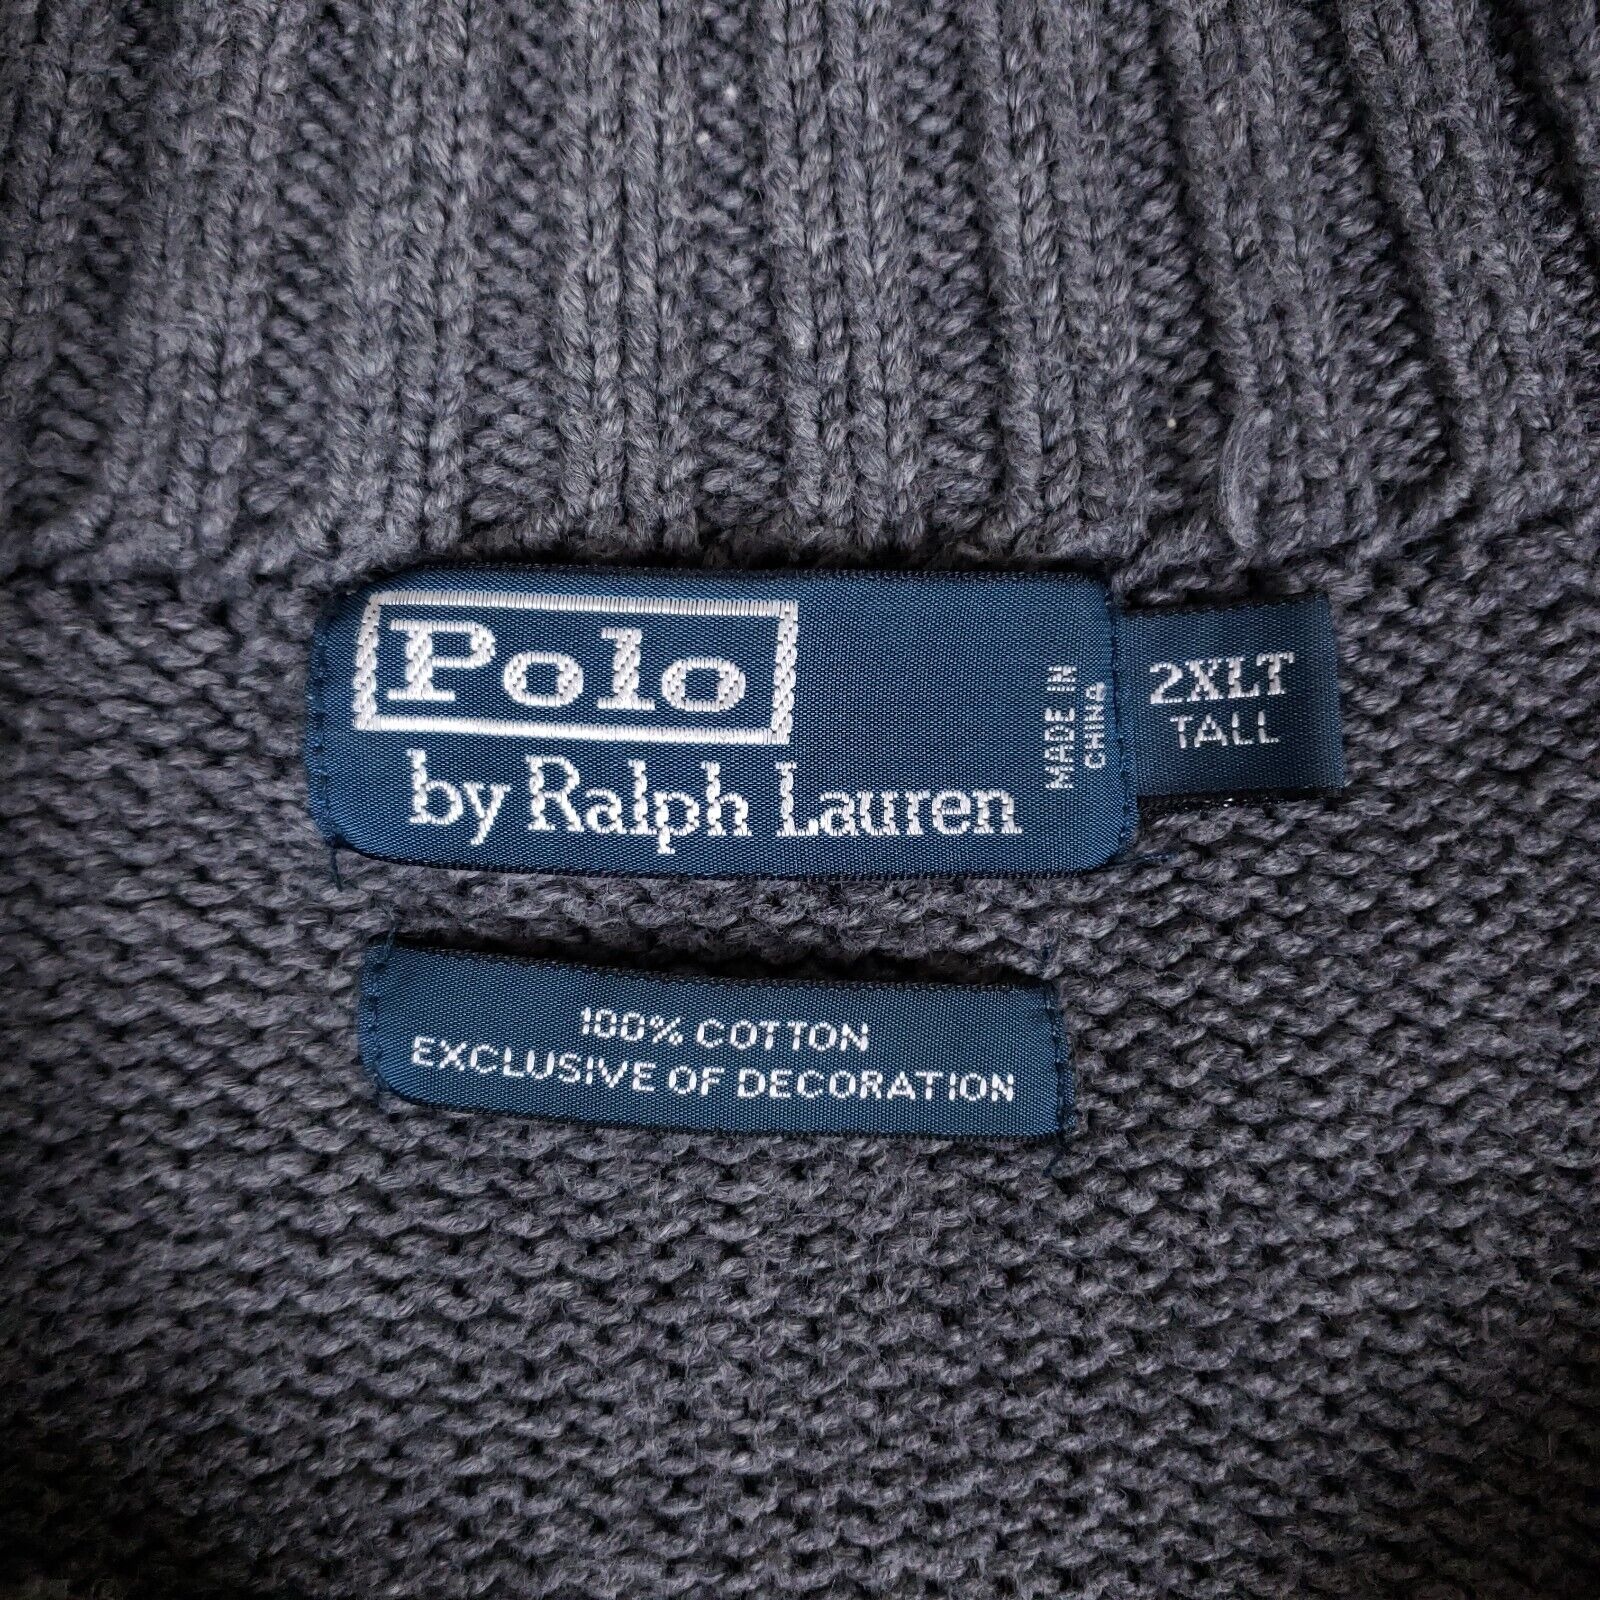 Polo
by Ralph Lauren
MADE IN
CHINA
2XLT
TALL
100% COTTON
EXCLUSIVE OF DECORATION